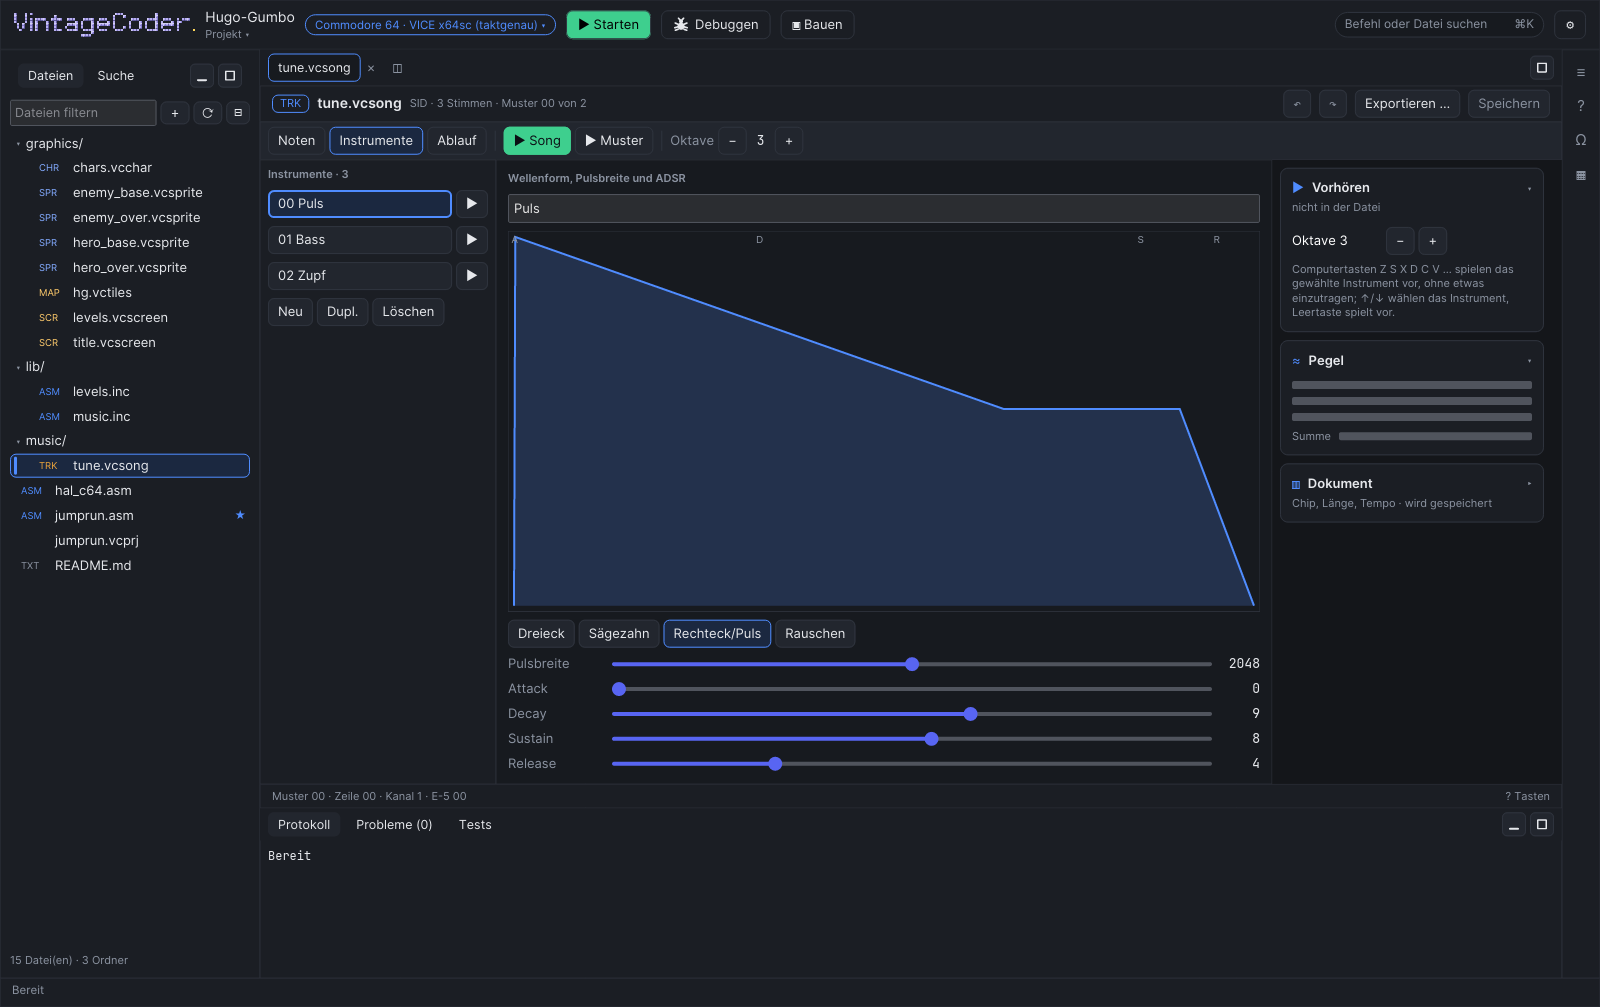 VintageCoder.
Hugo-Gumbo
Projekt ▾
Commodore 64 · VICE x64sc (taktgenau) ▾
▶ Starten
Debuggen
Bauen
Befehl oder Datei suchen ⌘K
Dateien
Suche
Dateien filtern
+
▾ graphics/
CHR chars.vcchar
SPR enemy_base.vcsprite
SPR enemy_over.vcsprite
SPR hero_base.vcsprite
SPR hero_over.vcsprite
MAP hg.vctiles
SCR levels.vcscreen
SCR title.vcscreen
▾ lib/
ASM levels.inc
ASM music.inc
▾ music/
TRK tune.vcsong
ASM hal_c64.asm
ASM jumprun.asm ★
jumprun.vcprj
TXT README.md
15 Datei(en) · 3 Ordner
tune.vcsong ×
TRK tune.vcsong SID · 3 Stimmen · Muster 00 von 2
↶ ↷ Exportieren ... Speichern
Noten Instrumente Ablauf ▶ Song ▶ Muster Oktave − 3 +
Instrumente · 3
00 Puls ▶
01 Bass ▶
02 Zupf ▶
Neu Dupl. Löschen
Wellenform, Pulsbreite und ADSR
Puls
A D S R
Dreieck Sägezahn Rechteck/Puls Rauschen
Pulsbreite 2048
Attack 0
Decay 9
Sustain 8
Release 4
▶ Vorhören ▾
nicht in der Datei
Oktave 3 − +
Computertasten Z S X D C V ... spielen das
gewählte Instrument vor, ohne etwas
einzutragen; ↑/↓ wählen das Instrument,
Leertaste spielt vor.
≈ Pegel ▾
Summe
Dokument ▸
Chip, Länge, Tempo · wird gespeichert
≡
?
Ω
Muster 00 · Zeile 00 · Kanal 1 · E-5 00
? Tasten
Protokoll Probleme (0) Tests
Bereit
Bereit